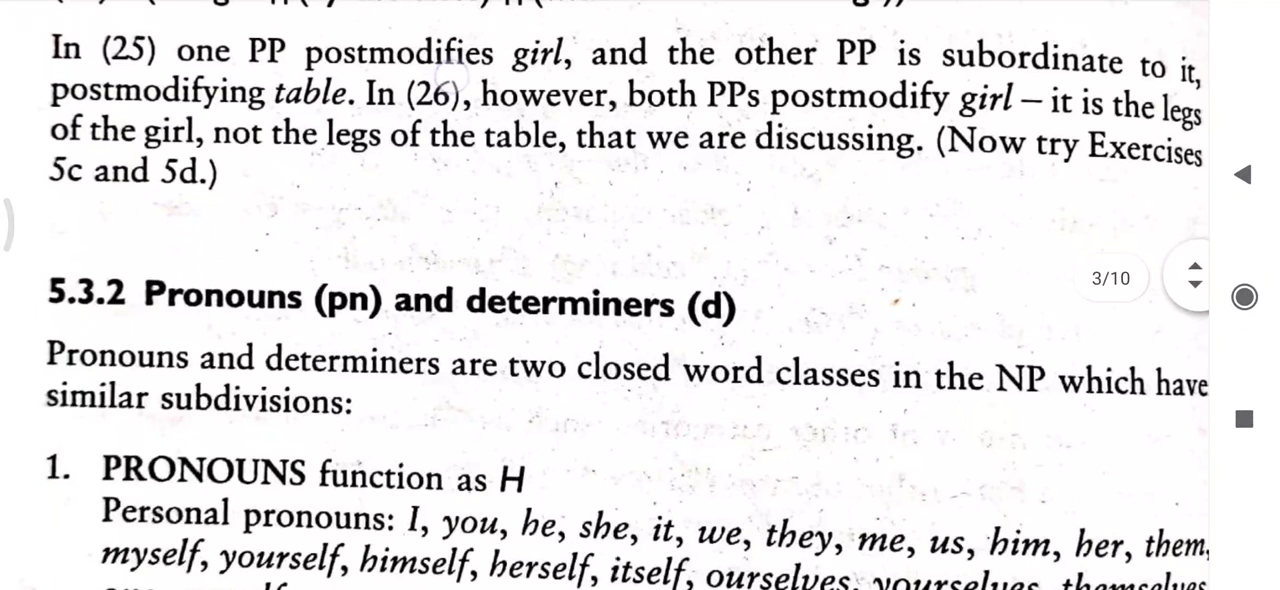 In (25) one PP postmodifies girl, and the other PP is subordinate to it,
postmodifying table. In (26), however, both PPs postmodify girl – it is the legs
of the girl, not the legs of the table, that we are discussing. (Now try Exercises
5c and 5d.)
3/10
5.3.2 Pronouns (pn) and determiners (d)
Pronouns and determiners are two closed word classes in the NP which have
similar subdivisions:
1. PRONOUNS function as H
Personal pronouns: I, you, he, she, it, we, they, me, us, him, her, them,
myself, yourself, himself, herself, itself, ourselves, yourselves, themselves